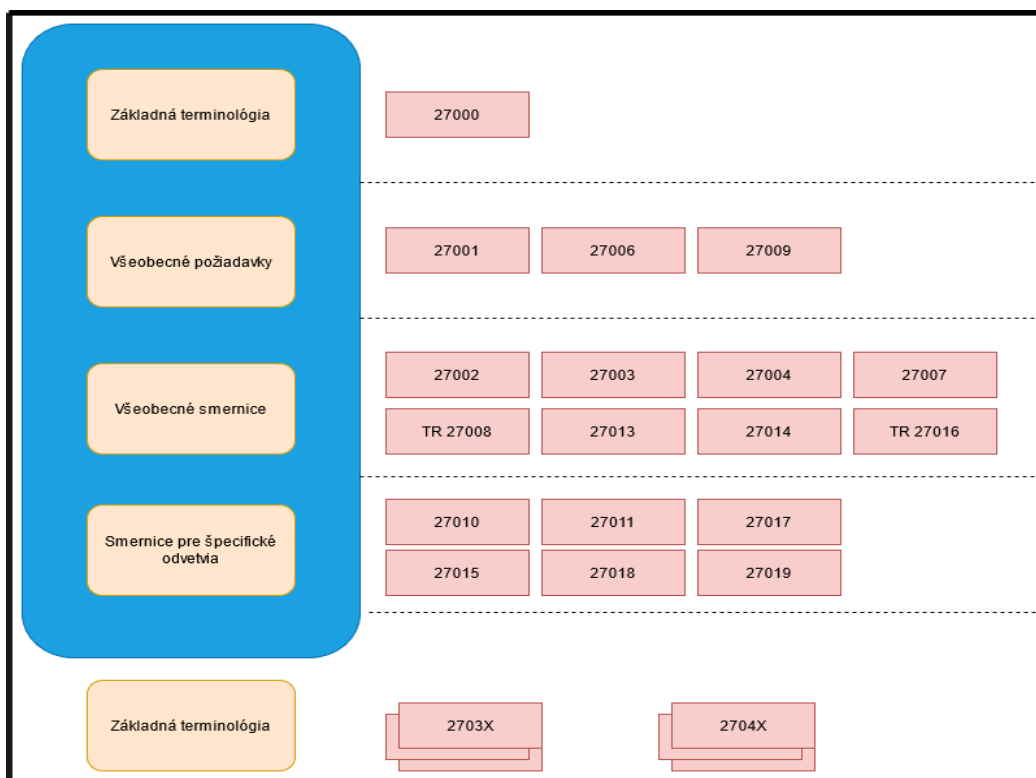 Základná terminológia
27000
Všeobecné požiadavky
27001 27006 27009
Všeobecné smernice
27002 27003 27004 27007
TR 27008 27013 27014 TR 27016
Smernice pre špecifické
odvetvia
27010 27011 27017
27015 27018 27019
Základná terminológia
2703X 2704X